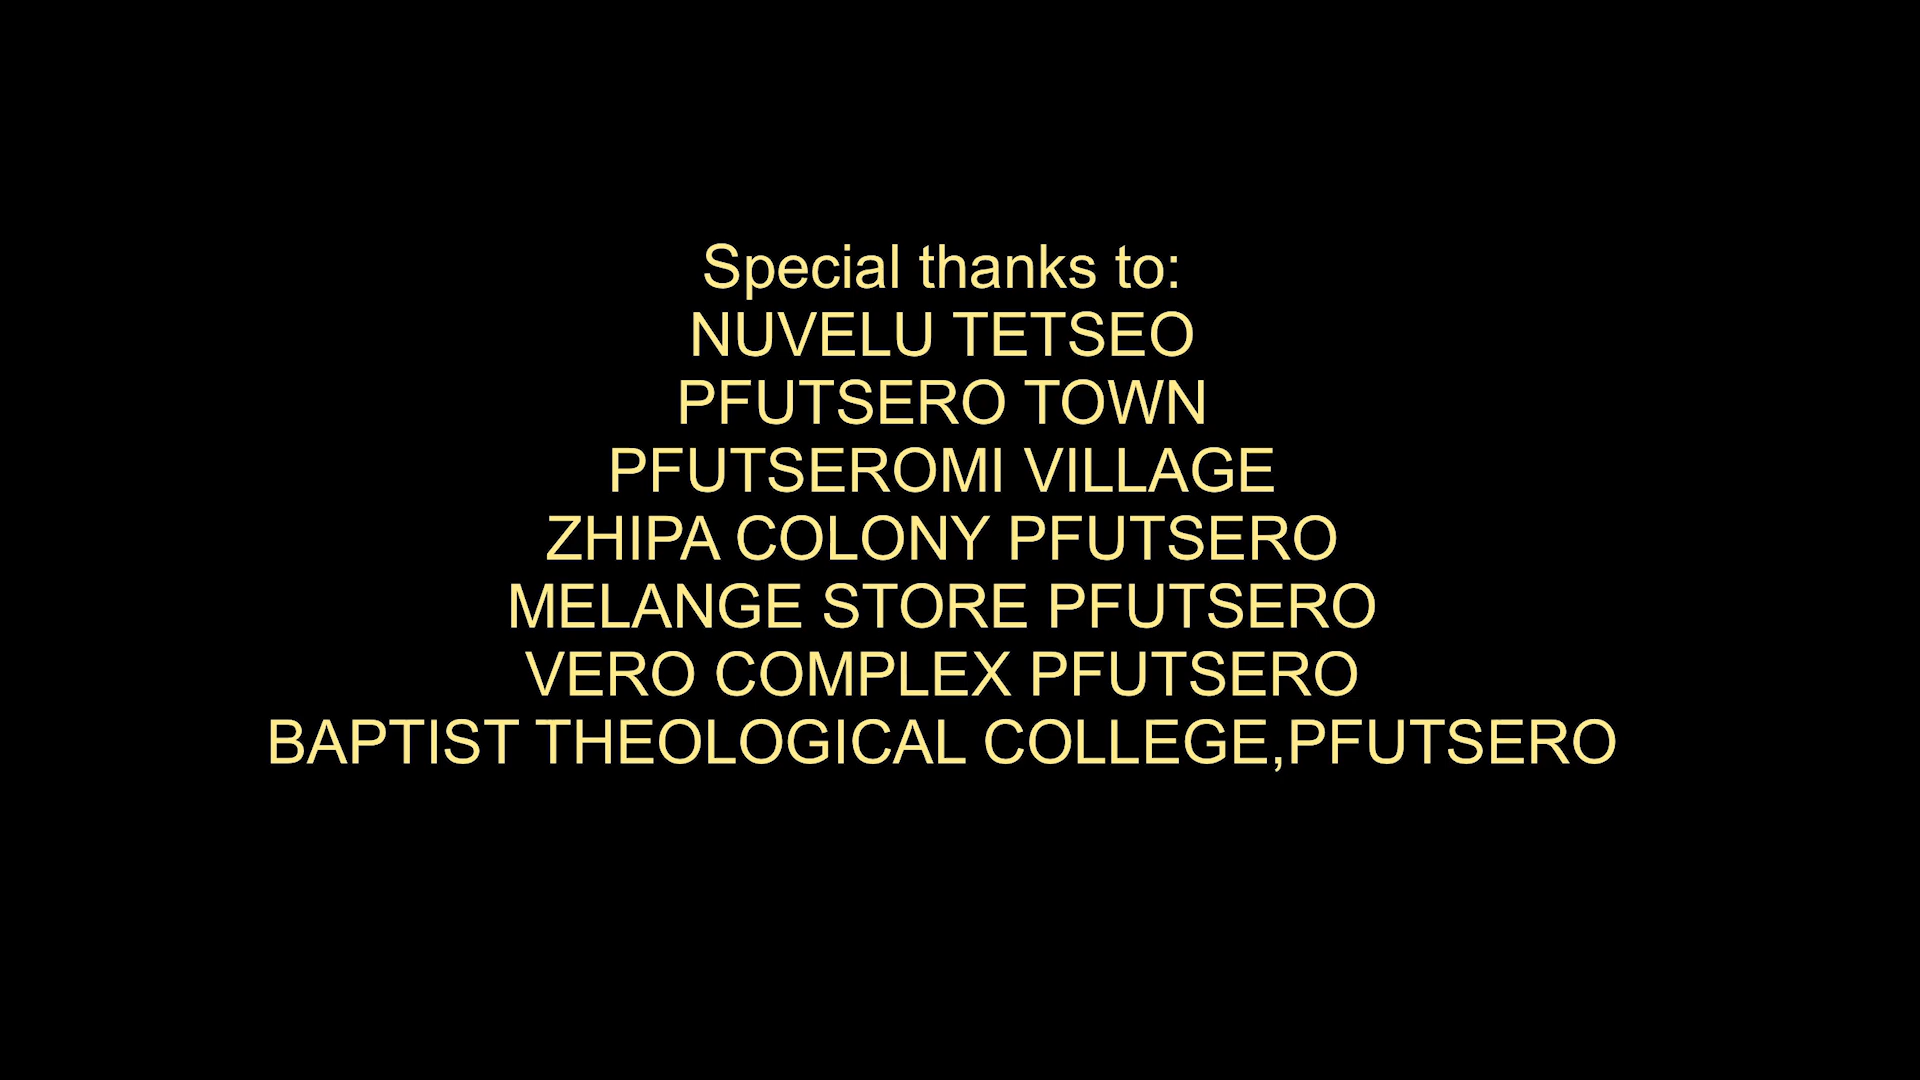 Special thanks to:
NUVELU TETSEO
PFUTSERO TOWN
PFUTSEROMI VILLAGE
ZHIPA COLONY PFUTSERO
MELANGE STORE PFUTSERO
VERO COMPLEX PFUTSERO
BAPTIST THEOLOGICAL COLLEGE,PFUTSERO